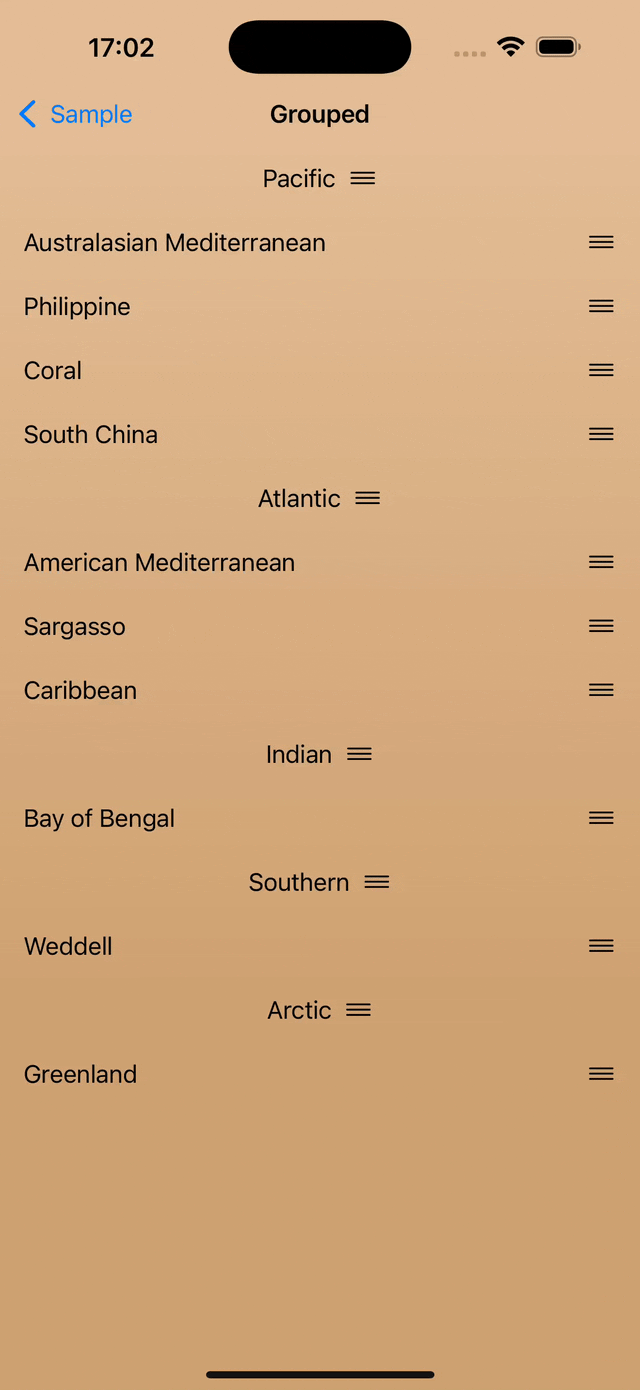 17:02
Sample Grouped
Pacific
Australasian Mediterranean
Philippine
Coral
South China
Atlantic
American Mediterranean
Sargasso
Caribbean
Indian
Bay of Bengal
Southern
Weddell
Arctic
Greenland